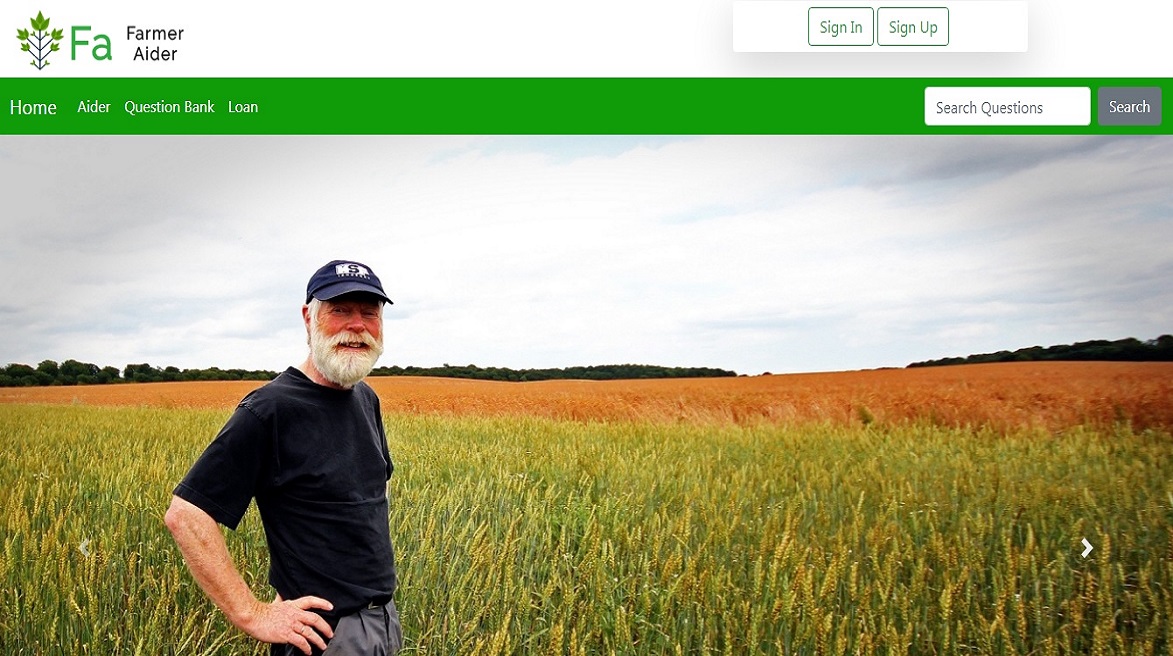 Fa
Farmer
Aider
Sign In
Sign Up
Home
Aider
Question Bank
Loan
Search Questions
Search
S